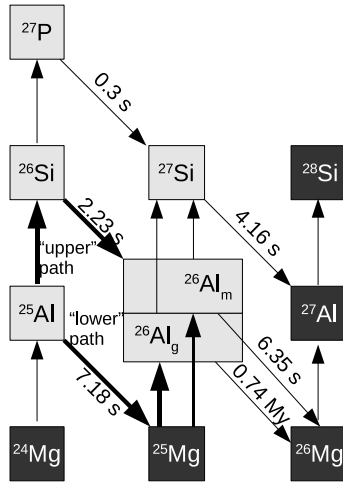 ²⁷P
0.3 s
²⁶Si
²⁷Si
²⁸Si
2.23 s
4.16 s
“upper”
path
²⁶Alₘ
²⁵Al
“lower”
path
²⁶Al_g
²⁷Al
6.35 s
0.74 My
7.18 s
²⁴Mg
²⁵Mg
²⁶Mg